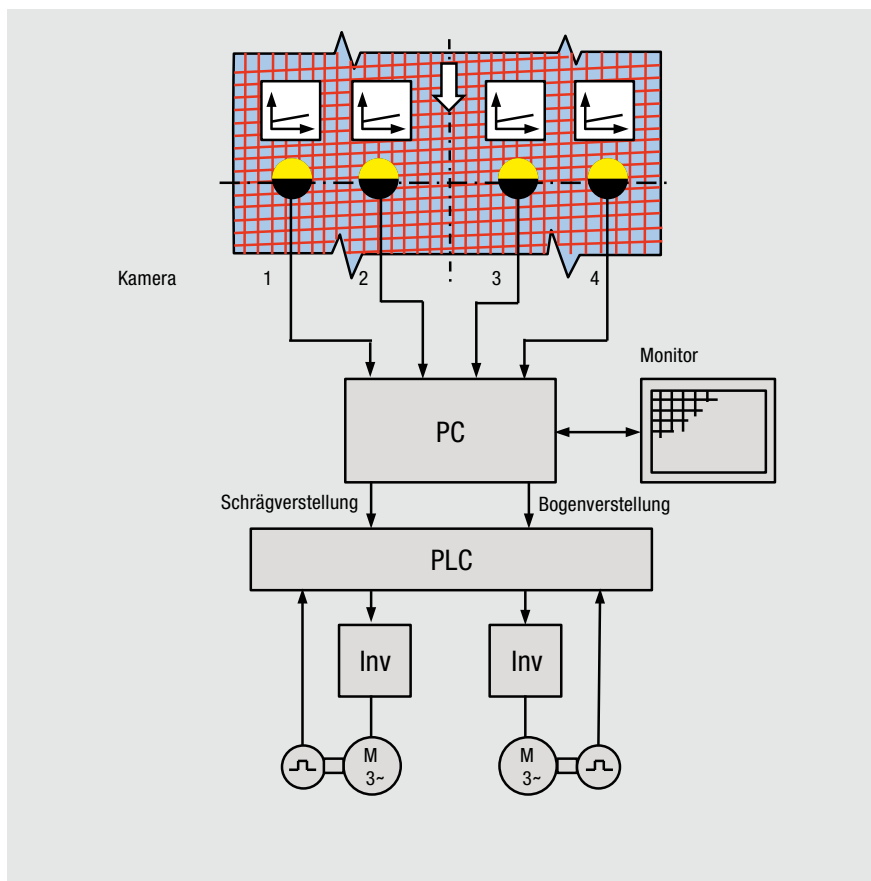 Kamera 1 2 3 4
Monitor
PC
Schrägverstellung Bogenverstellung
PLC
Inv Inv
M M
3~ 3~